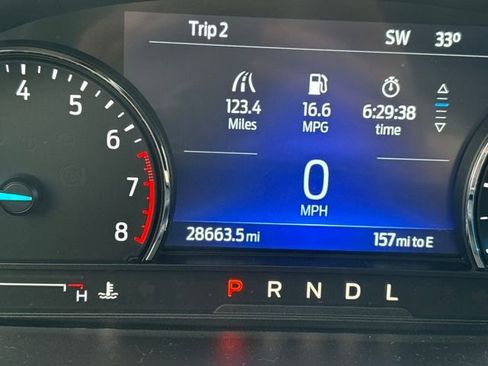 Trip 2 SW 33º
123.4 16.6 6:29:38
Miles MPG time
0
MPH
28663.5 mi 157 mi to E
4
5
6
7
8
H P R N D L